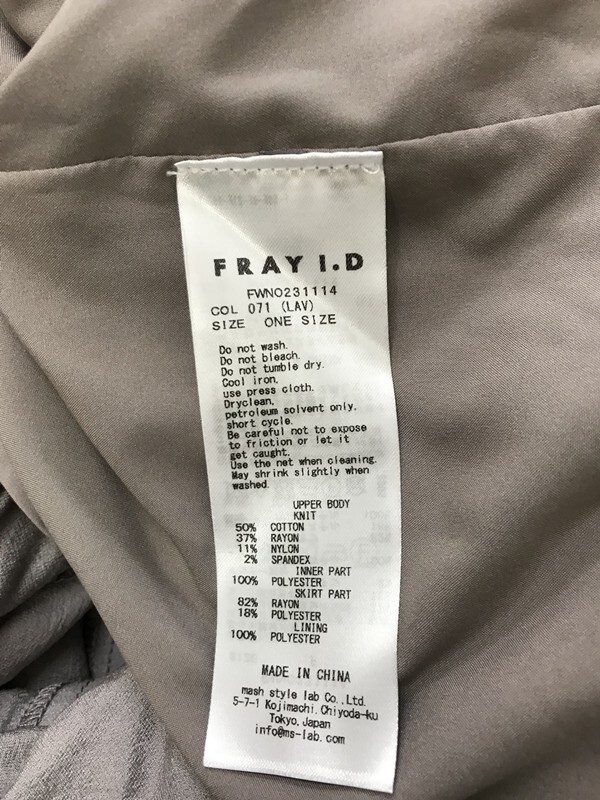 FRAY I.D
FWNO231114
COL 071 (LAV)
SIZE ONE SIZE
Do not wash.
Do not bleach.
Do not tumble dry.
Cool iron.
use press cloth.
Dryclean.
petroleum solvent only.
short cycle.
Be careful not to expose
to friction or let it
get caught.
Use the net when cleaning.
May shrink slightly when
washed.
UPPER BODY
KNIT
50% COTTON
37% RAYON
11% NYLON
2% SPANDEX
INNER PART
100% POLYESTER
SKIRT PART
82% RAYON
18% POLYESTER
LINING
100% POLYESTER
MADE IN CHINA
mash style lab Co.,Ltd.
5-7-1 Kojimachi.Chiyoda-ku
Tokyo,Japan
info@ms-lab.com